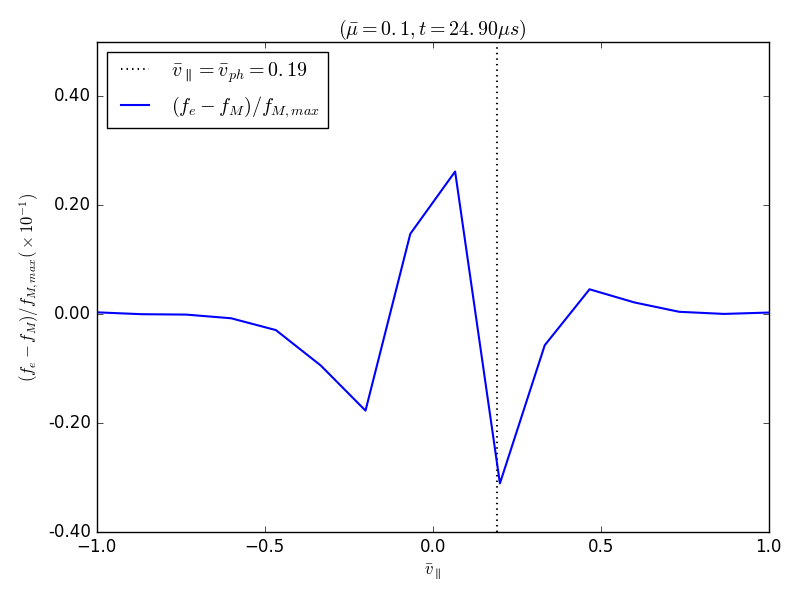 (μ̄ = 0.1, t = 24.90μs)
v̄∥ = v̄ph = 0.19
(fe − fM)/fM,max
0.40
0.20
0.00
-0.20
-0.40
(fe − fM)/fM,max(×10⁻¹)
−1.0 −0.5 0.0 0.5 1.0
v̄∥